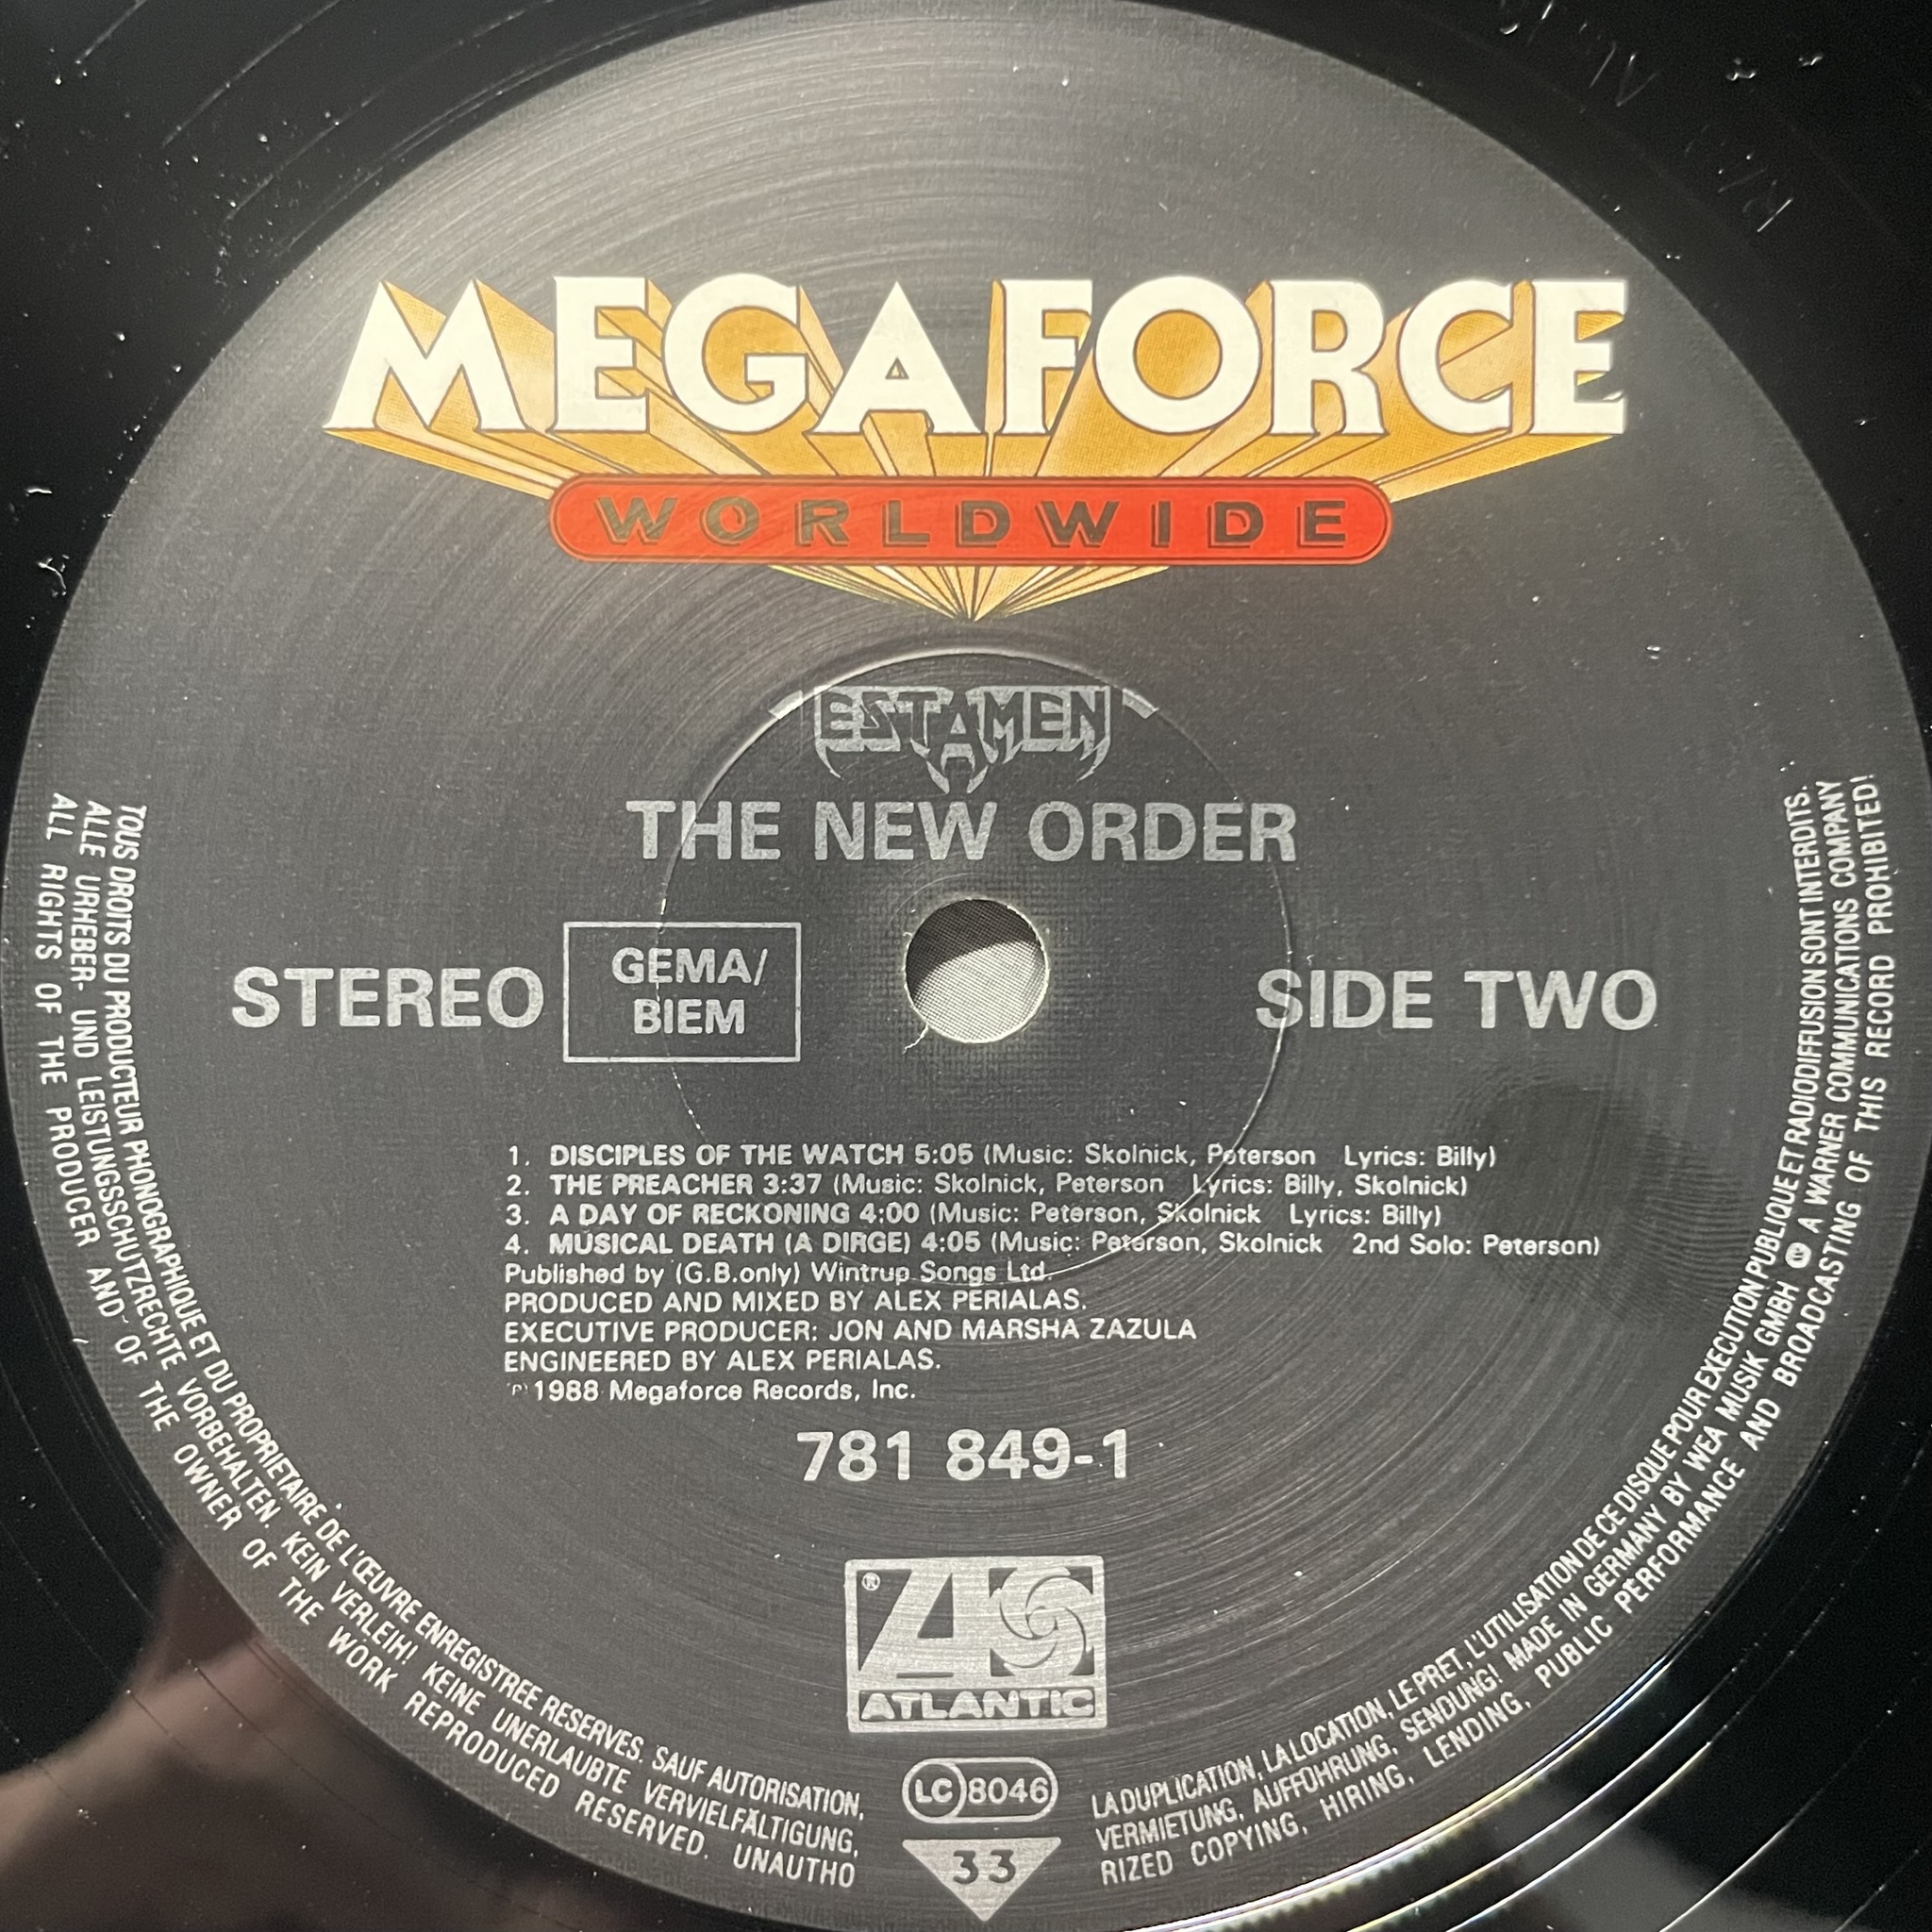 MEGAFORCE
WORLDWIDE
TESTAMENT
THE NEW ORDER
STEREO
GEMA/
BIEM
SIDE TWO
1. DISCIPLES OF THE WATCH 5:05 (Music: Skolnick, Peterson Lyrics: Billy)
2. THE PREACHER 3:37 (Music: Skolnick, Peterson Lyrics: Billy, Skolnick)
3. A DAY OF RECKONING 4:00 (Music: Peterson, Skolnick Lyrics: Billy)
4. MUSICAL DEATH (A DIRGE) 4:05 (Music: Peterson, Skolnick 2nd Solo: Peterson)
Published by (G.B.only) Wintrup Songs Ltd.
PRODUCED AND MIXED BY ALEX PERIALAS.
EXECUTIVE PRODUCER: JON AND MARSHA ZAZULA
ENGINEERED BY ALEX PERIALAS.
℗ 1988 Megaforce Records, Inc.
781 849-1
®
ATLANTIC
LC 8046
33
TOUS DROITS DU PRODUCTEUR PHONOGRAPHIQUE ET DU PROPRIETAIRE DE L'ŒUVRE ENREGISTREE RESERVES. SAUF AUTORISATION, LA DUPLICATION, LA LOCATION, LE PRET, L'UTILISATION DE CE DISQUE POUR EXECUTION PUBLIQUE ET RADIODIFFUSION SONT INTERDITS.
ALLE URHEBER- UND LEISTUNGSSCHUTZRECHTE VORBEHALTEN. KEIN VERLEIH! KEINE UNERLAUBTE VERVIELFÄLTIGUNG, VERMIETUNG, AUFFÜHRUNG, SENDUNG! MADE IN GERMANY BY WEA MUSIK GMBH A WARNER COMMUNICATIONS COMPANY
ALL RIGHTS OF THE PRODUCER AND OF THE OWNER OF THE WORK REPRODUCED RESERVED. UNAUTHORIZED COPYING, HIRING, LENDING, PUBLIC PERFORMANCE AND BROADCASTING OF THIS RECORD PROHIBITED!